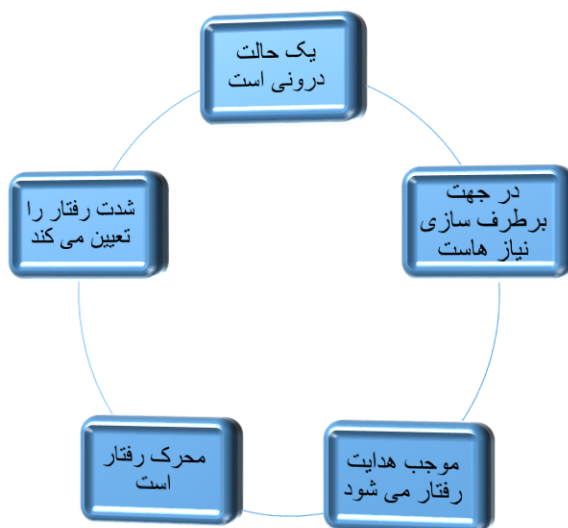 یک حالت
درونی است
در جهت
برطرف سازی
نیاز هاست
موجب هدایت
رفتار می شود
محرک رفتار
است
شدت رفتار را
تعیین می کند